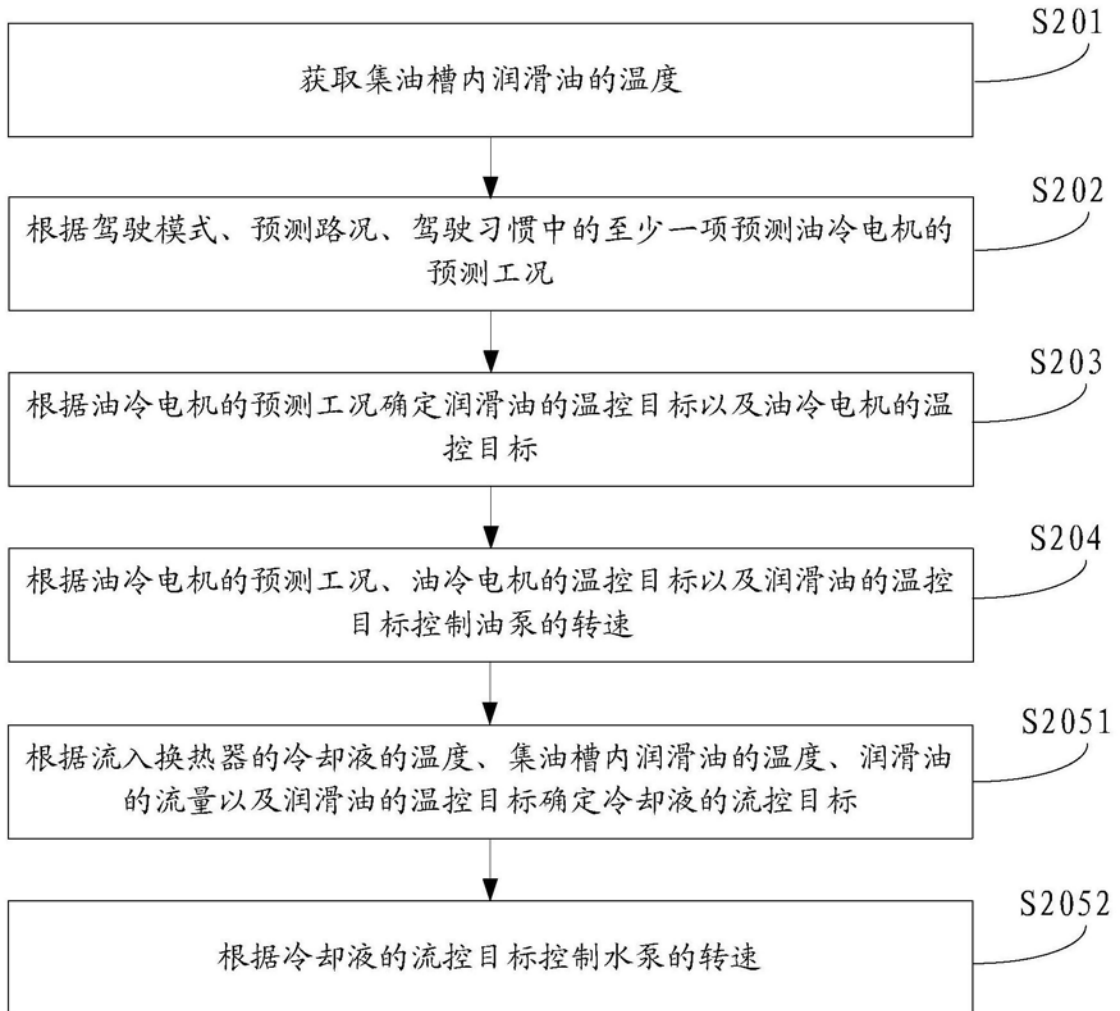 S201
获取集油槽内润滑油的温度
S202
根据驾驶模式、预测路况、驾驶习惯中的至少一项预测油冷电机的
预测工况
S203
根据油冷电机的预测工况确定润滑油的温控目标以及油冷电机的温
控目标
S204
根据油冷电机的预测工况、油冷电机的温控目标以及润滑油的温控
目标控制油泵的转速
S2051
根据流入换热器的冷却液的温度、集油槽内润滑油的温度、润滑油
的流量以及润滑油的温控目标确定冷却液的流控目标
S2052
根据冷却液的流控目标控制水泵的转速